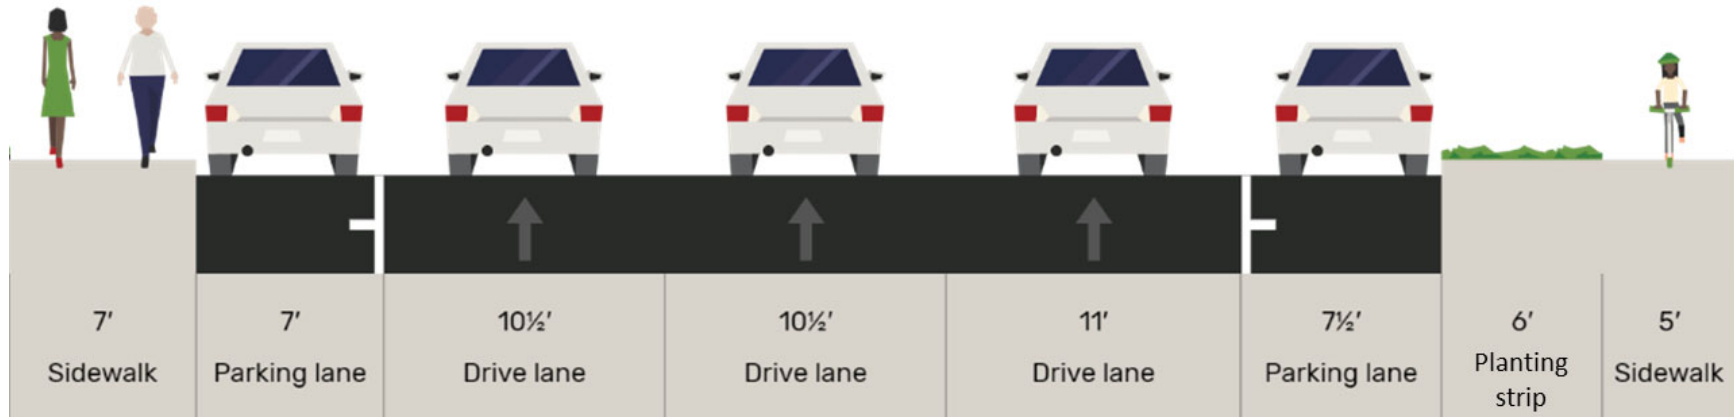 7′ 7′ 10½′ 10½′ 11′ 7½′ 6′ 5′
Sidewalk Parking lane Drive lane Drive lane Drive lane Parking lane Planting Sidewalk
strip